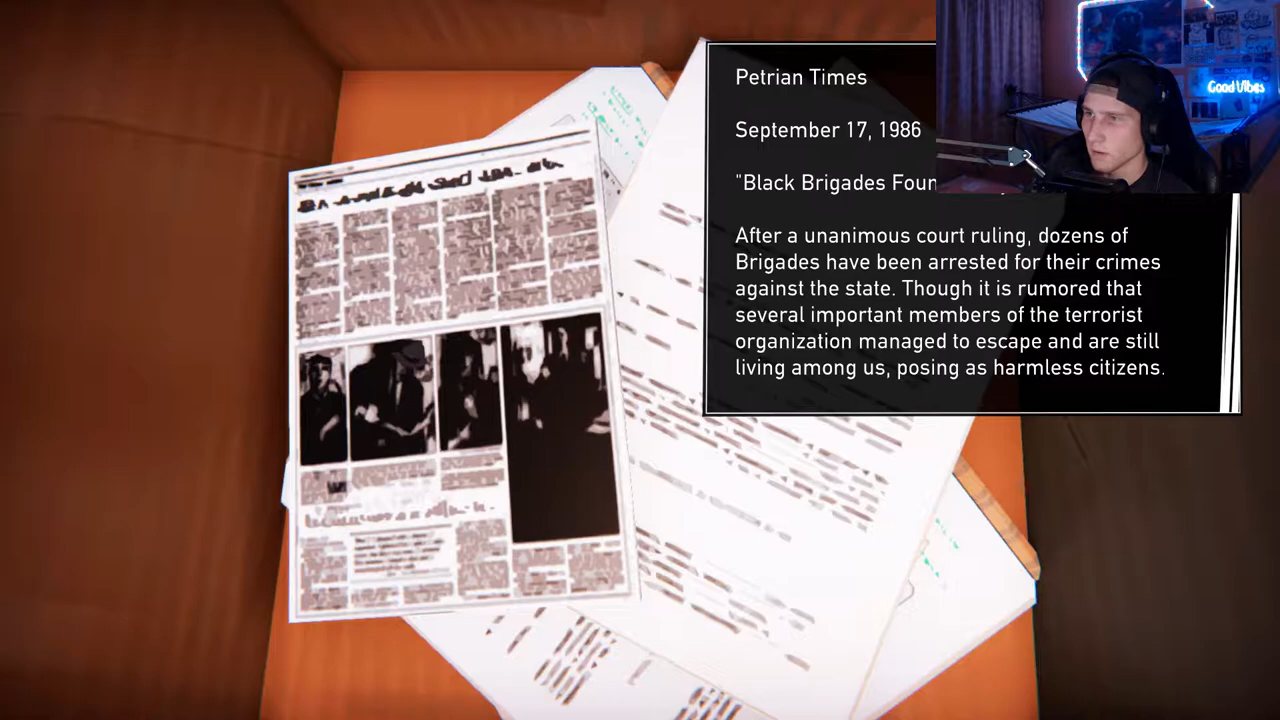 Petrian Times
September 17, 1986
"Black Brigades Foun
After a unanimous court ruling, dozens of
Brigades have been arrested for their crimes
against the state. Though it is rumored that
several important members of the terrorist
organization managed to escape and are still
living among us, posing as harmless citizens.
Good Vibes